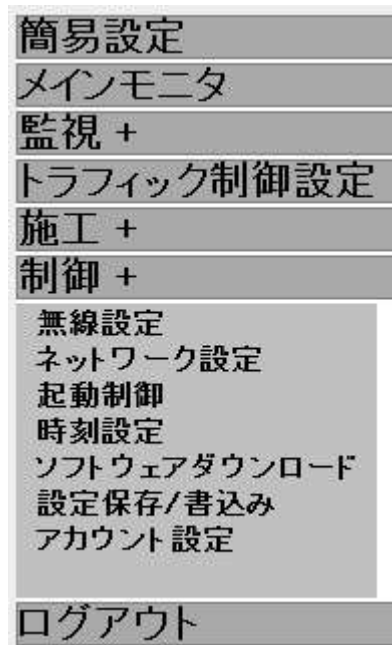 簡易設定
メインモニタ
監視 +
トラフィック制御設定
施工 +
制御 +
無線設定
ネットワーク設定
起動制御
時刻設定
ソフトウェアダウンロード
設定保存/書込み
アカウント設定
ログアウト